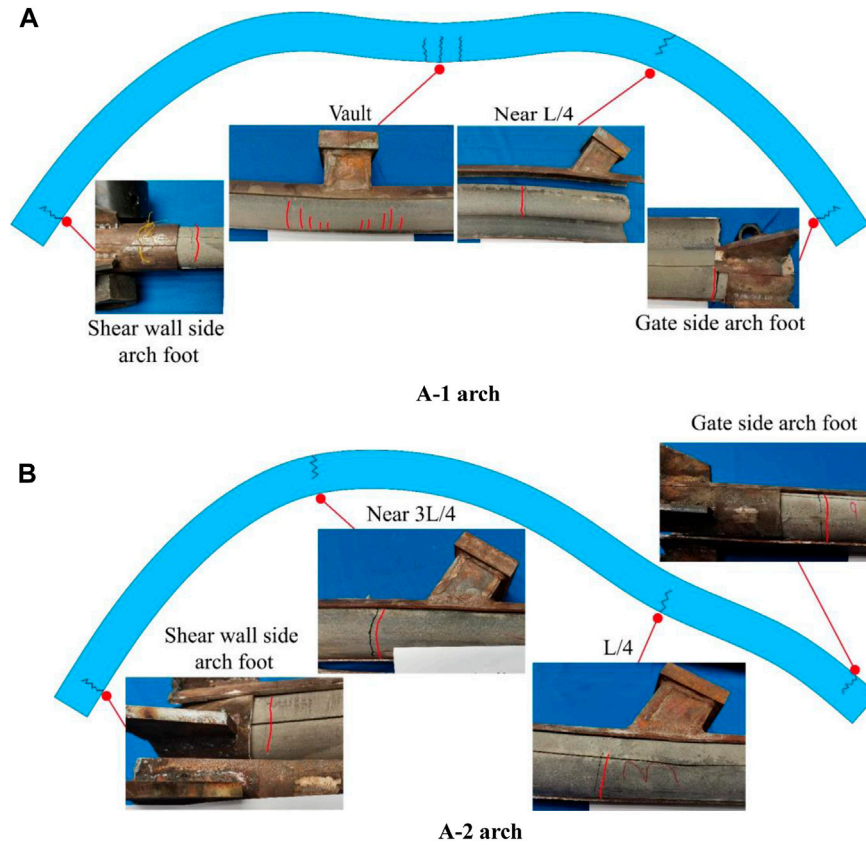 A
Vault
Near L/4
Shear wall side
arch foot
Gate side arch foot
A-1 arch
B
Gate side arch foot
Near 3L/4
Shear wall side
arch foot
L/4
A-2 arch